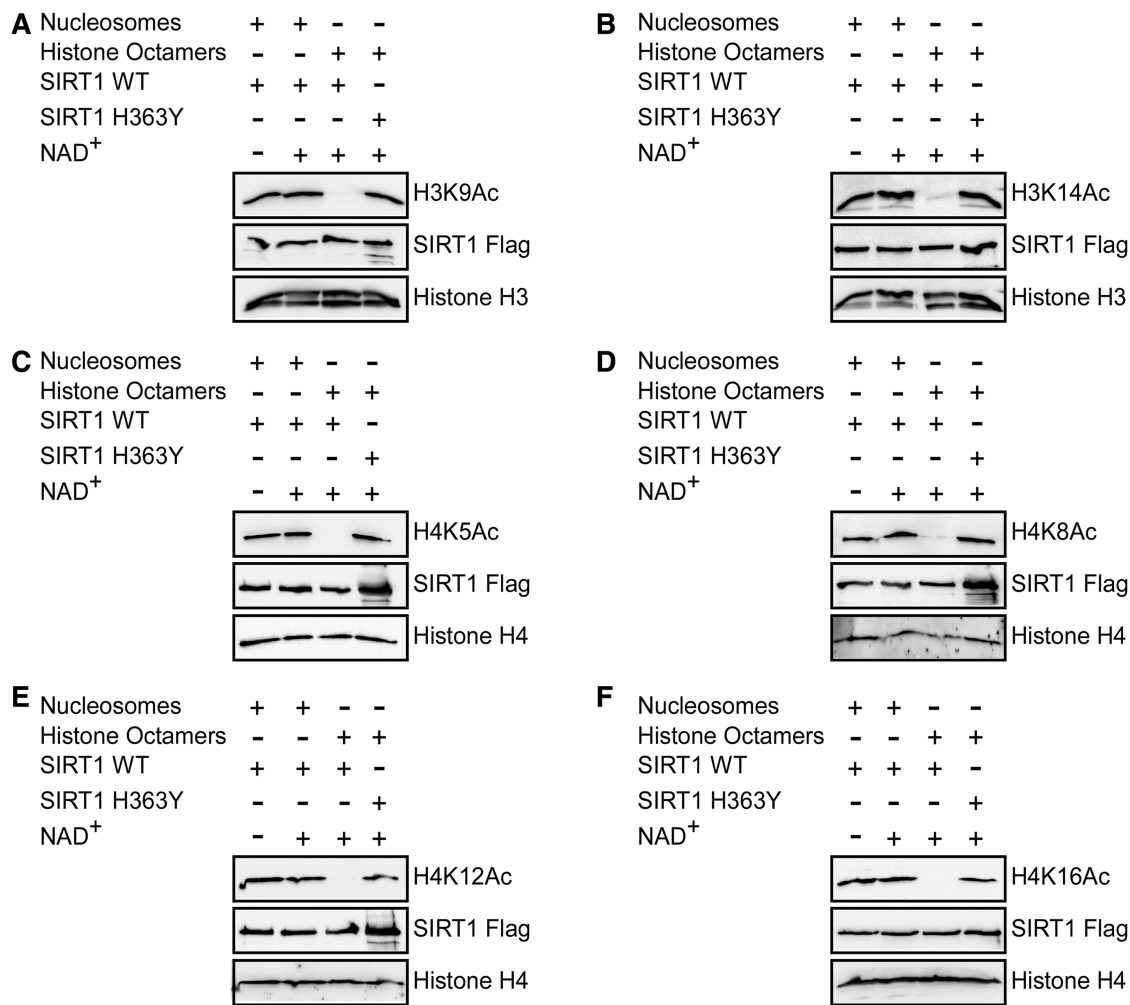 A Nucleosomes + + - -
Histone Octamers - - + +
SIRT1 WT + + + -
SIRT1 H363Y - - - +
NAD+ - + + +
H3K9Ac
SIRT1 Flag
Histone H3
B Nucleosomes + + - -
Histone Octamers - - + +
SIRT1 WT + + + -
SIRT1 H363Y - - - +
NAD+ - + + +
H3K14Ac
SIRT1 Flag
Histone H3
C Nucleosomes + + - -
Histone Octamers - - + +
SIRT1 WT + + + -
SIRT1 H363Y - - - +
NAD+ - + + +
H4K5Ac
SIRT1 Flag
Histone H4
D Nucleosomes + + - -
Histone Octamers - - + +
SIRT1 WT + + + -
SIRT1 H363Y - - - +
NAD+ - + + +
H4K8Ac
SIRT1 Flag
Histone H4
E Nucleosomes + + - -
Histone Octamers - - + +
SIRT1 WT + + + -
SIRT1 H363Y - - - +
NAD+ - + + +
H4K12Ac
SIRT1 Flag
Histone H4
F Nucleosomes + + - -
Histone Octamers - - + +
SIRT1 WT + + + -
SIRT1 H363Y - - - +
NAD+ - + + +
H4K16Ac
SIRT1 Flag
Histone H4